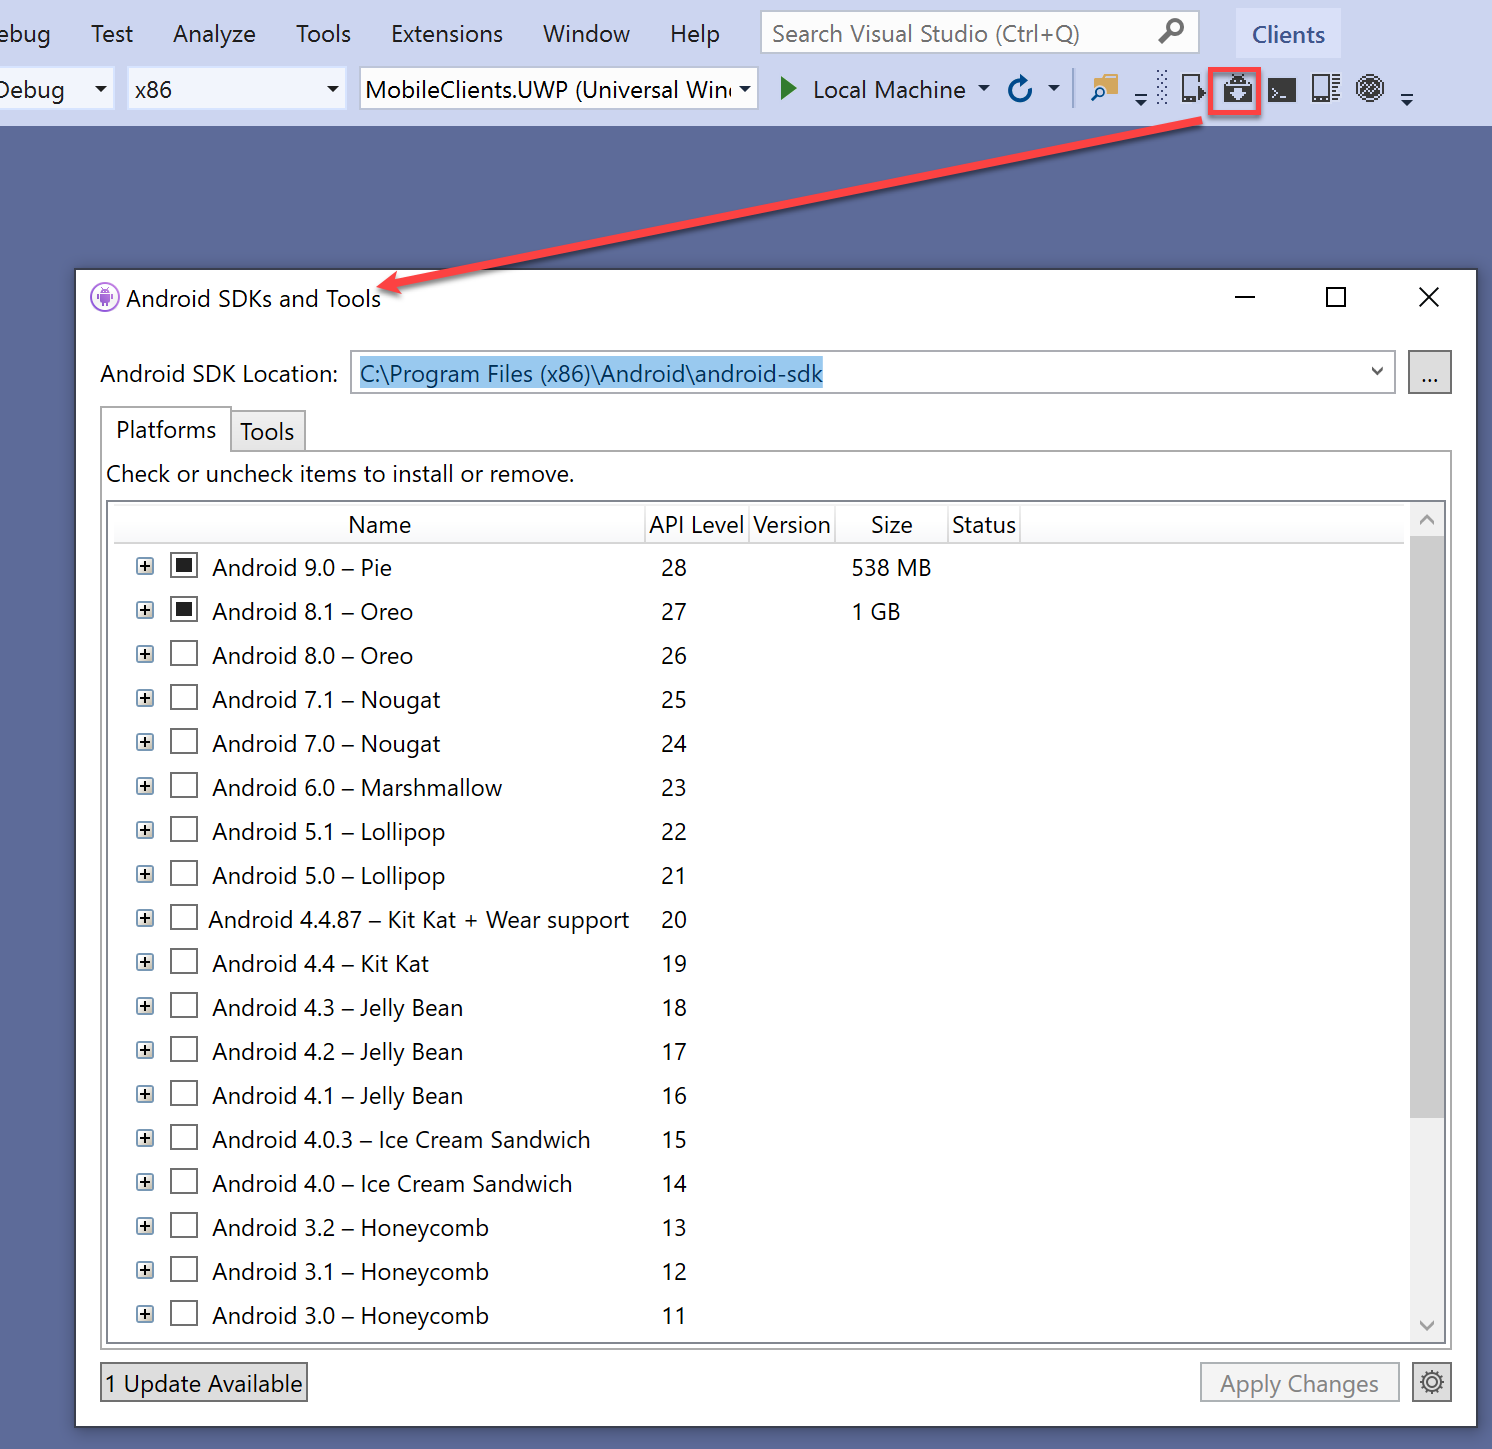 ebug Test Analyze Tools Extensions Window Help Search Visual Studio (Ctrl+Q) Clients
Debug x86 MobileClients.UWP (Universal Win Local Machine
Android SDKs and Tools
Android SDK Location: C:\Program Files (x86)\Android\android-sdk ...
Platforms Tools
Check or uncheck items to install or remove.
Name API Level Version Size Status
Android 9.0 – Pie 28 538 MB
Android 8.1 – Oreo 27 1 GB
Android 8.0 – Oreo 26
Android 7.1 – Nougat 25
Android 7.0 – Nougat 24
Android 6.0 – Marshmallow 23
Android 5.1 – Lollipop 22
Android 5.0 – Lollipop 21
Android 4.4.87 – Kit Kat + Wear support 20
Android 4.4 – Kit Kat 19
Android 4.3 – Jelly Bean 18
Android 4.2 – Jelly Bean 17
Android 4.1 – Jelly Bean 16
Android 4.0.3 – Ice Cream Sandwich 15
Android 4.0 – Ice Cream Sandwich 14
Android 3.2 – Honeycomb 13
Android 3.1 – Honeycomb 12
Android 3.0 – Honeycomb 11
1 Update Available Apply Changes